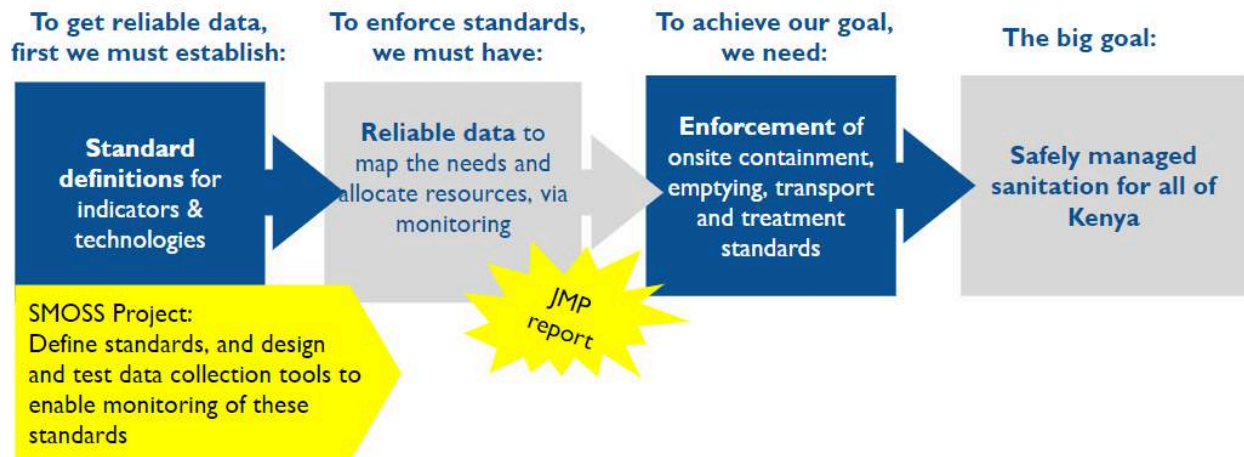 To get reliable data,
first we must establish:
Standard
definitions for
indicators &
technologies
SMOSS Project:
Define standards, and design
and test data collection tools to
enable monitoring of these
standards
To enforce standards,
we must have:
Reliable data to
map the needs and
allocate resources, via
monitoring
JMP
report
To achieve our goal,
we need:
Enforcement of
onsite containment,
emptying, transport
and treatment
standards
The big goal:
Safely managed
sanitation for all of
Kenya